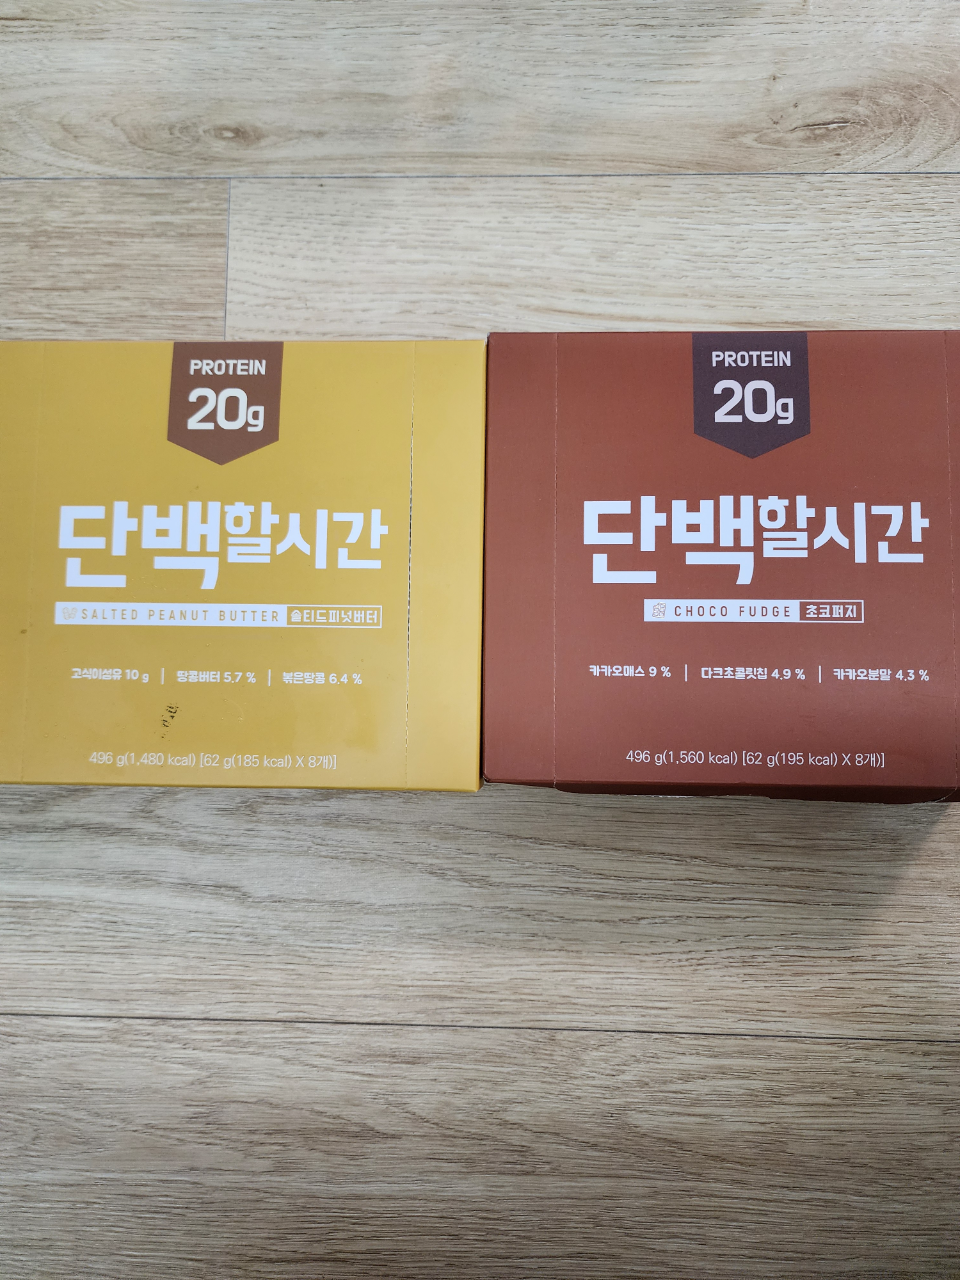 PROTEIN
20g
단백할시간
SALTED PEANUT BUTTER 솔티드피넛버터
고식이섬유 10 g | 땅콩버터 5.7 % | 볶은땅콩 6.4 %
496 g(1,480 kcal) [62 g(185 kcal) X 8개)]
PROTEIN
20g
단백할시간
CHOCO FUDGE 초코퍼지
카카오매스 9 % | 다크초콜릿칩 4.9 % | 카카오분말 4.3 %
496 g(1,560 kcal) [62 g(195 kcal) X 8개)]